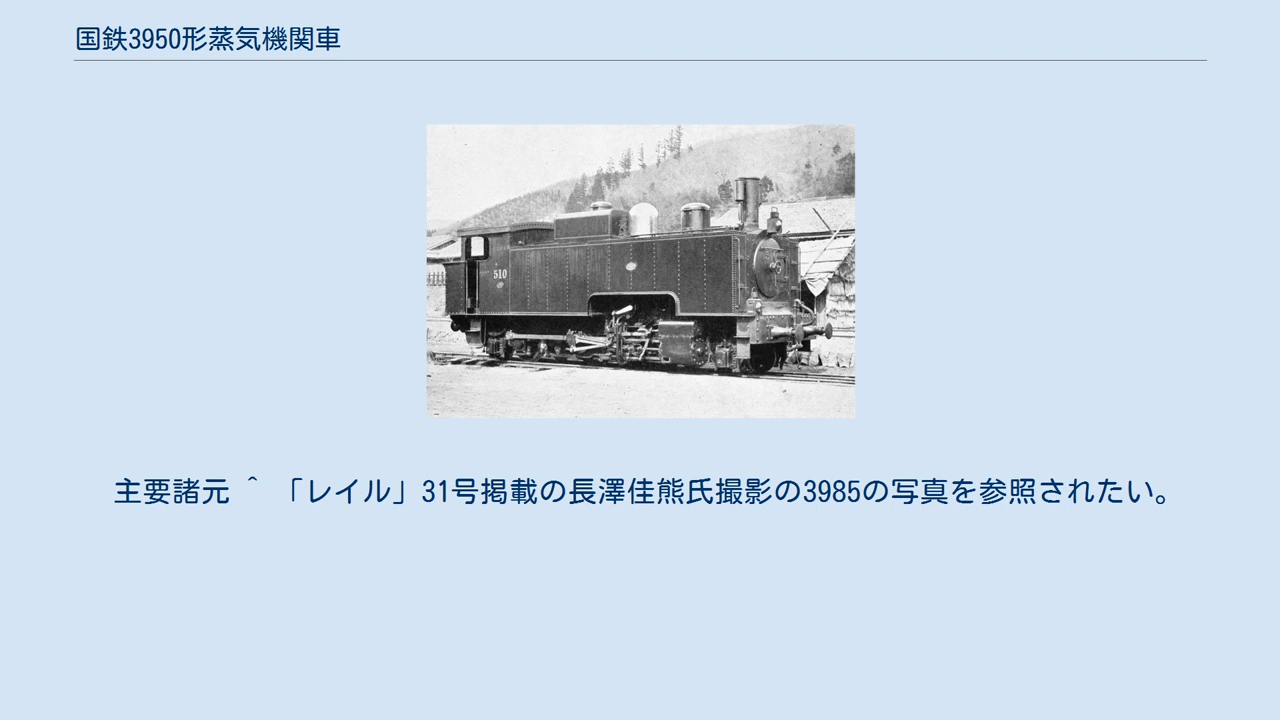 国鉄3950形蒸気機関車
510
主要諸元 ^ 「レイル」31号掲載の長澤佳熊氏撮影の3985の写真を参照されたい。